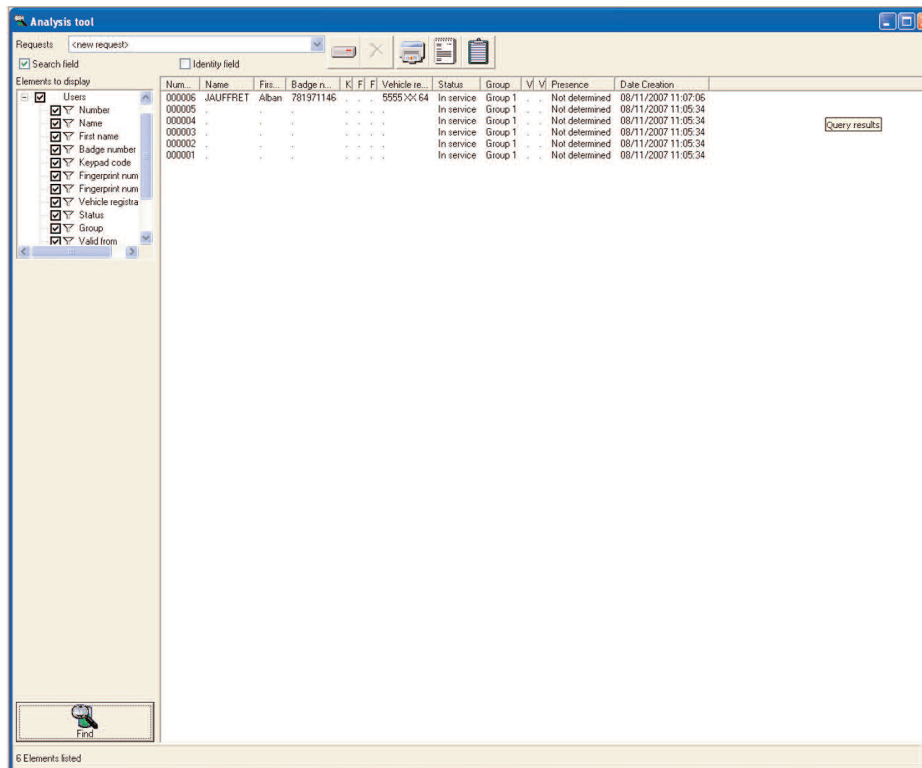 Analysis tool
Requests <new request>
Search field Identity field
Elements to display
Users
Number
Name
First name
Badge number
Keypad code
Fingerprint num
Fingerprint num
Vehicle registra
Status
Group
Valid from
Num... Name Firs... Badge n... K F F Vehicle re... Status Group V V Presence Date Creation
000006 JAUFFRET Alban 781971146 . . . 5555 XX 64 In service Group 1 . . Not determined 08/11/2007 11:07:06
000005 . . . . . . . In service Group 1 . . Not determined 08/11/2007 11:05:34
000004 . . . . . . . In service Group 1 . . Not determined 08/11/2007 11:05:34
000003 . . . . . . . In service Group 1 . . Not determined 08/11/2007 11:05:34
000002 . . . . . . . In service Group 1 . . Not determined 08/11/2007 11:05:34
000001 . . . . . . . In service Group 1 . . Not determined 08/11/2007 11:05:34
Query results
Find
6 Elements listed